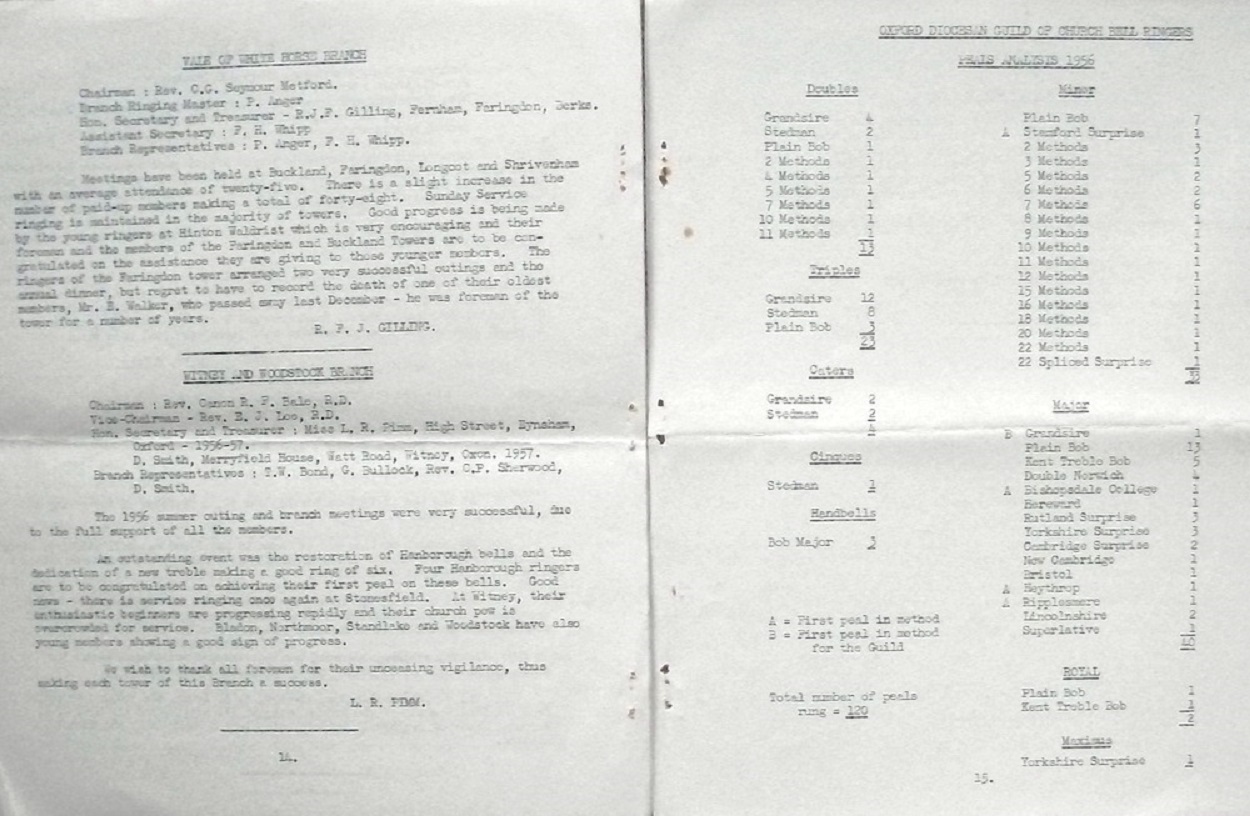 VALE OF WHITE HORSE BRANCH
Chairman : Rev. C.G. Seymour Metford.
Branch Ringing Master : P. Anger
Hon. Secretary and Treasurer - R.J.F. Gilling, Fernham, Faringdon, Berks.
Assistant Secretary : F. H. Whipp
Branch Representatives : P. Anger, F. H. Whipp.
Meetings have been held at Buckland, Faringdon, Longcot and Shrivenham
with an average attendance of twenty-five. There is a slight increase in the
number of paid-up members making a total of forty-eight. Sunday Service
ringing is maintained in the majority of towers. Good progress is being made
by the young ringers at Hinton Waldrist which is very encouraging and their
foreman and the members of the Faringdon and Buckland Towers are to be con-
gratulated on the assistance they are giving to these younger members. The
ringers of the Faringdon tower arranged two very successful outings and the
annual dinner, but regret to have to record the death of one of their oldest
members, Mr. E. Walker, who passed away last December - he was foreman of the
tower for a number of years.
R. F. J. GILLING.
WITNEY AND WOODSTOCK BRANCH
Chairman : Rev. Canon R. F. Bale, R.D.
Vice-Chairman - Rev. E. J. Lee, R.D.
Hon. Secretary and Treasurer : Miss L. R. Pimm, High Street, Eynsham,
Oxford - 1956-57.
D. Smith, Merryfield House, Watt Road, Witney, Oxon. 1957.
Branch Representatives : T.W. Bond, G. Bullock, Rev. C.P. Sherwood,
D. Smith.
The 1956 summer outing and branch meetings were very successful, due
to the full support of all the members.
An outstanding event was the restoration of Hanborough bells and the
dedication of a new treble making a good ring of six. Four Hanborough ringers
are to be congratulated on achieving their first peal on these bells. Good
news - there is service ringing once again at Stonesfield. At Witney, their
enthusiastic beginners are progressing rapidly and their church pew is
overcrowded for service. Bladon, Northmoor, Standlake and Woodstock have also
young members showing a good sign of progress.
We wish to thank all foremen for their unceasing vigilance, thus
making each tower of this Branch a success.
L. R. PIMM.
14.
OXFORD DIOCESAN GUILD OF CHURCH BELL RINGERS
PEALS ANALYSIS 1956
Doubles
Grandsire 4
Stedman 2
Plain Bob 1
2 Methods 1
4 Methods 1
5 Methods 1
7 Methods 1
10 Methods 1
11 Methods 1
13
Triples
Grandsire 12
Stedman 8
Plain Bob 3
23
Caters
Grandsire 2
Stedman 2
4
Cinques
Stedman 1
Handbells
Bob Major 3
A = First peal in method
B = First peal in method
for the Guild
Total number of peals
rung = 120
Minor
Plain Bob 7
A Stamford Surprise 1
2 Methods 3
3 Methods 1
5 Methods 2
6 Methods 2
7 Methods 6
8 Methods 1
9 Methods 1
10 Methods 1
11 Methods 1
12 Methods 1
15 Methods 1
16 Methods 1
18 Methods 1
20 Methods 1
22 Methods 1
22 Spliced Surprise 1
33
Major
B Grandsire 1
Plain Bob 13
Kent Treble Bob 5
Double Norwich 4
A Bishopsdale College 1
Hereward 1
Rutland Surprise 3
Yorkshire Surprise 3
Cambridge Surprise 2
New Cambridge 1
Bristol 1
A Heythrop 1
A Ripplesmere 1
Lincolnshire 2
Superlative 1
40
ROYAL
Plain Bob 1
Kent Treble Bob 1
2
Maximus
Yorkshire Surprise 1
15.